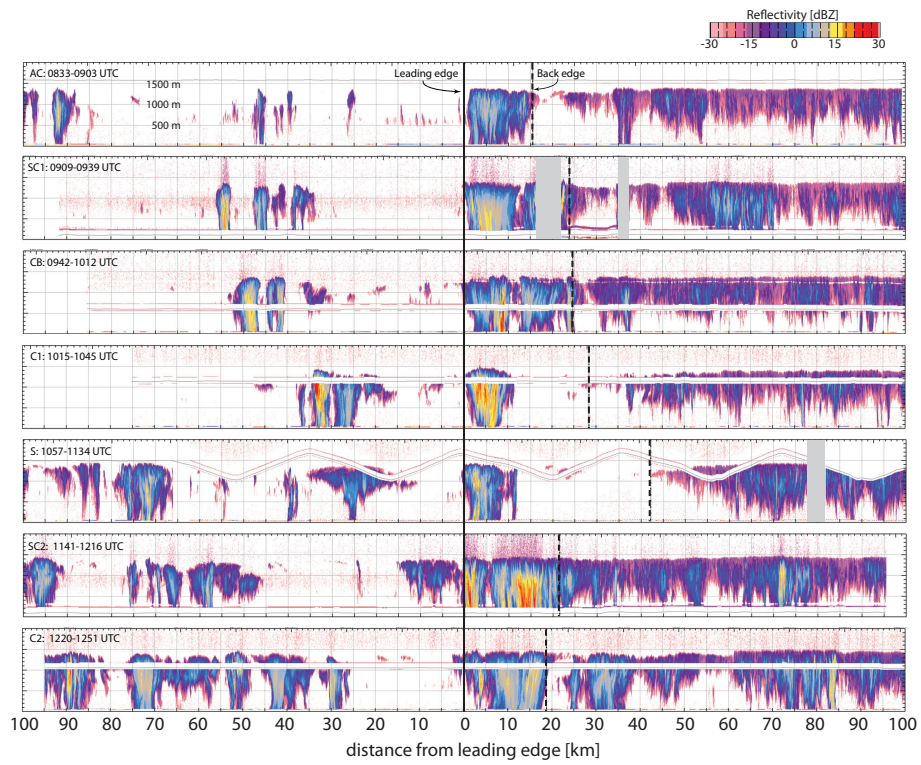 Reflectivity [dBZ]
-30 -15 0 15 30
AC: 0833-0903 UTC
1500 m
1000 m
500 m
Leading edge
Back edge
SC1: 0909-0939 UTC
CB: 0942-1012 UTC
C1: 1015-1045 UTC
S: 1057-1134 UTC
SC2: 1141-1216 UTC
C2: 1220-1251 UTC
100 90 80 70 60 50 40 30 20 10 0 10 20 30 40 50 60 70 80 90 100
distance from leading edge [km]